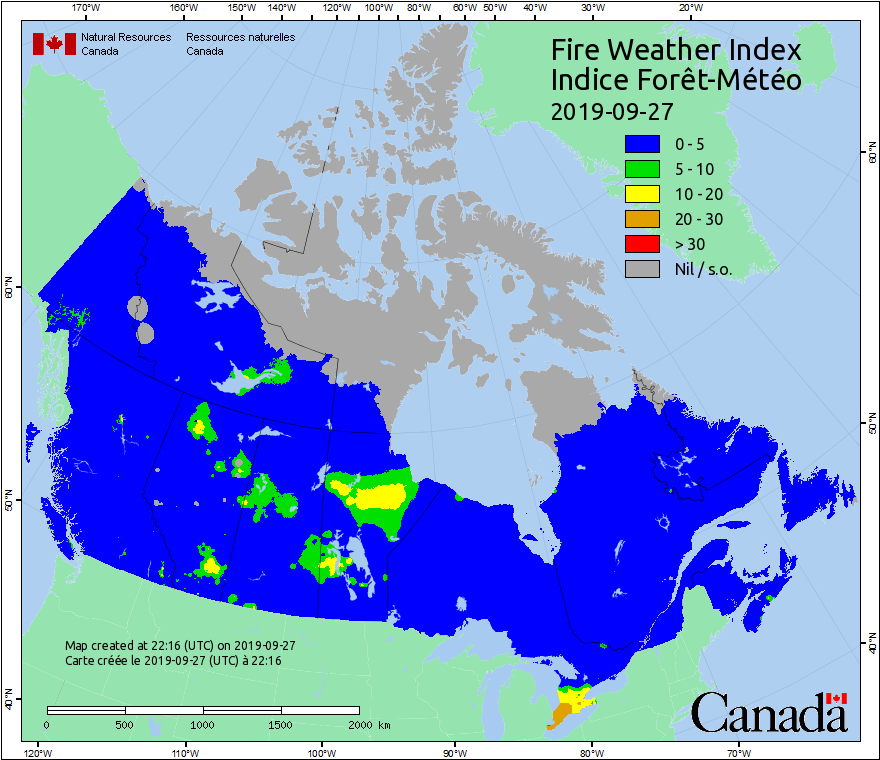 170°W 160°W 150°W 140°W 130°W 120°W 110°W 100°W 90°W 80°W 70°W 60°W 50°W 40°W 30°W 20°W
Natural Resources Ressources naturelles
Canada Canada
Fire Weather Index
Indice Forêt-Météo
2019-09-27
0 - 5
5 - 10
10 - 20
20 - 30
> 30
Nil / s.o.
60°N
60°N
50°N
50°N
40°N
40°N
Map created at 22:16 (UTC) on 2019-09-27
Carte créée le 2019-09-27 (UTC) à 22:16
0 500 1000 1500 2000 km
Canada
120°W 110°W 100°W 90°W 80°W 70°W